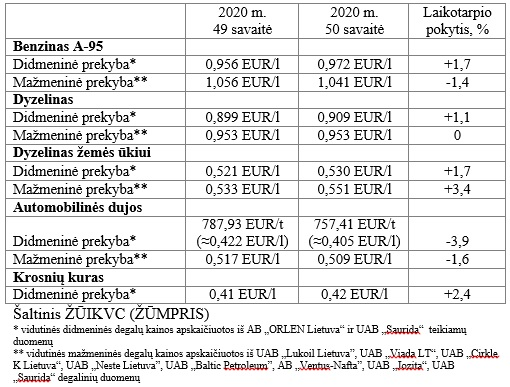 2020 m. 2020 m. Laikotarpio
49 savaitė 50 savaitė pokytis, %
Benzinas A-95
Didmeninė prekyba* 0,956 EUR/l 0,972 EUR/l +1,7
Mažmeninė prekyba** 1,056 EUR/l 1,041 EUR/l -1,4
Dyzelinas
Didmeninė prekyba* 0,899 EUR/l 0,909 EUR/l +1,1
Mažmeninė prekyba** 0,953 EUR/l 0,953 EUR/l 0
Dyzelinas žemės ūkiui
Didmeninė prekyba* 0,521 EUR/l 0,530 EUR/l +1,7
Mažmeninė prekyba** 0,533 EUR/l 0,551 EUR/l +3,4
Automobilinės dujos
787,93 EUR/t 757,41 EUR/t
Didmeninė prekyba* (≈0,422 EUR/l) (≈0,405 EUR/l) -3,9
Mažmeninė prekyba** 0,517 EUR/l 0,509 EUR/l -1,6
Krosnių kuras
Didmeninė prekyba* 0,41 EUR/l 0,42 EUR/l +2,4
Šaltinis ŽŪIKVC (ŽŪMPRIS)
* vidutinės didmeninės degalų kainos apskaičiuotos iš AB „ORLEN Lietuva“ ir UAB „Saurida“ teikiamų
duomenų
** vidutinės mažmeninės degalų kainos apskaičiuotos iš UAB „Lukoil Lietuva”, UAB „Viada LT“, UAB „Cirkle
K Lietuva“, UAB „Neste Lietuva”, UAB „Baltic Petroleum”, AB „Ventus-Nafta”, UAB „Jozita”, UAB
„Saurida“ degalinių duomenų